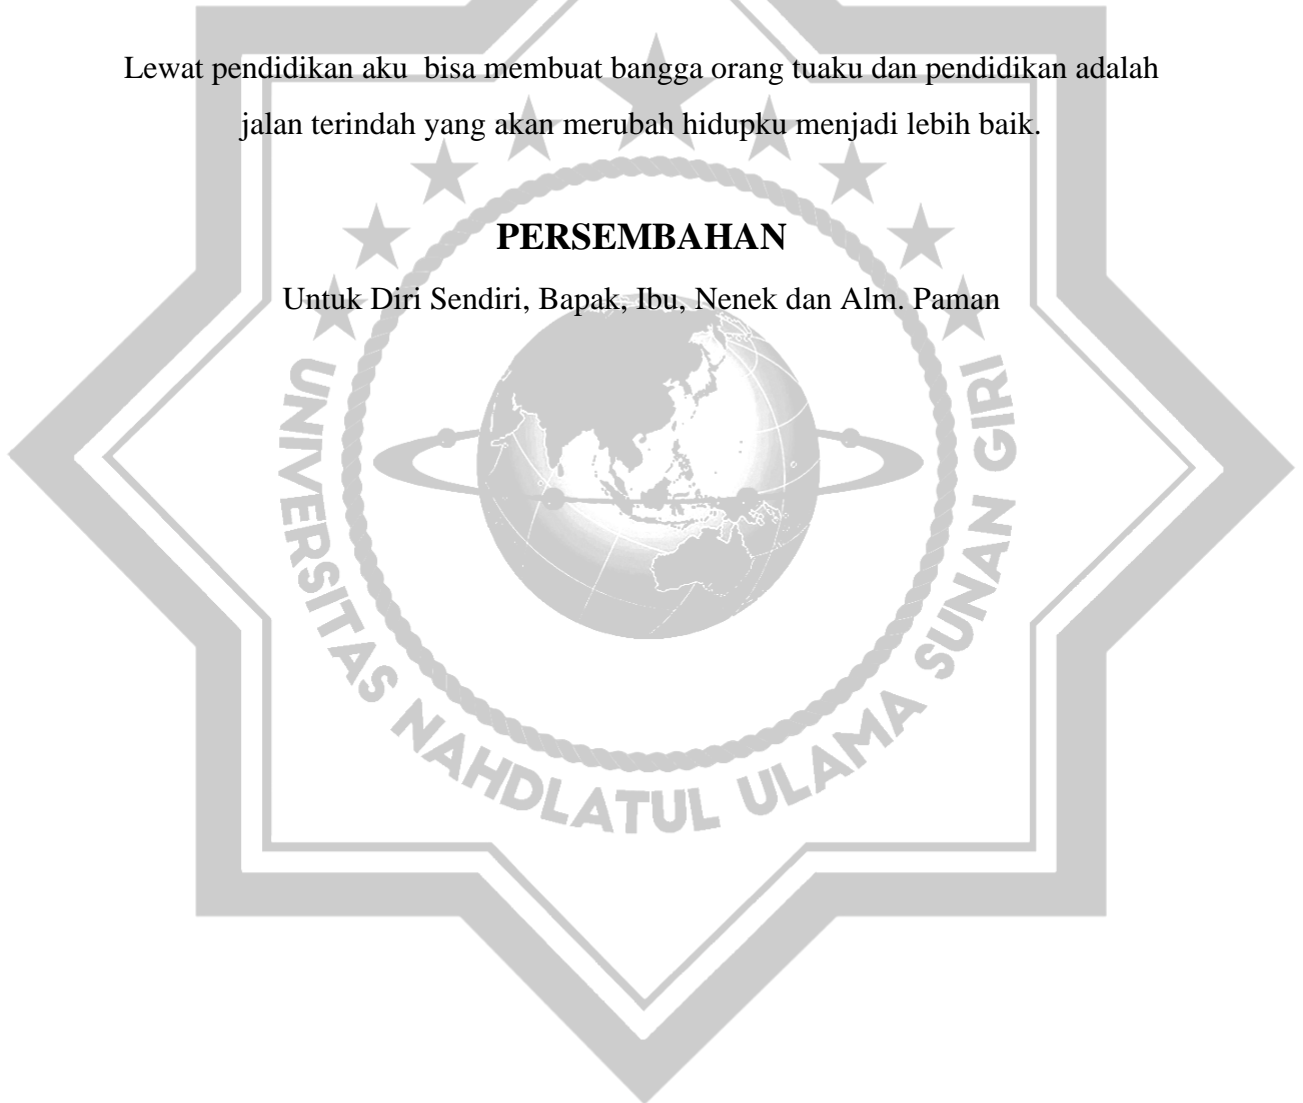 Lewat pendidikan aku  bisa membuat bangga orang tuaku dan pendidikan adalah
jalan terindah yang akan merubah hidupku menjadi lebih baik.
PERSEMBAHAN
Untuk Diri Sendiri, Bapak, Ibu, Nenek dan Alm. Paman
UNIVERSITAS NAHDLATUL ULAMA SUNAN GIRI